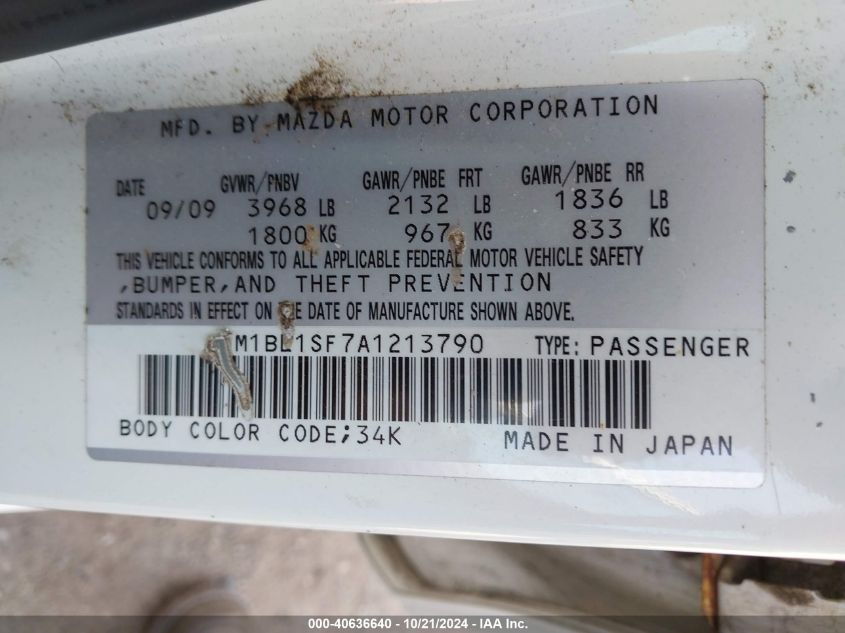 MFD. BY MAZDA MOTOR CORPORATION
DATE GVWR/PNBV GAWR/PNBE FRT GAWR/PNBE RR
09/09 3968 LB 2132 LB 1836 LB
1800 KG 967 KG 833 KG
THIS VEHICLE CONFORMS TO ALL APPLICABLE FEDERAL MOTOR VEHICLE SAFETY
,BUMPER,AND THEFT PREVENTION
STANDARDS IN EFFECT ON THE DATE OF MANUFACTURE SHOWN ABOVE.
M1BL1SF7A1213790 TYPE: PASSENGER
BODY COLOR CODE;34K MADE IN JAPAN
000-40636640 - 10/21/2024 - IAA Inc.